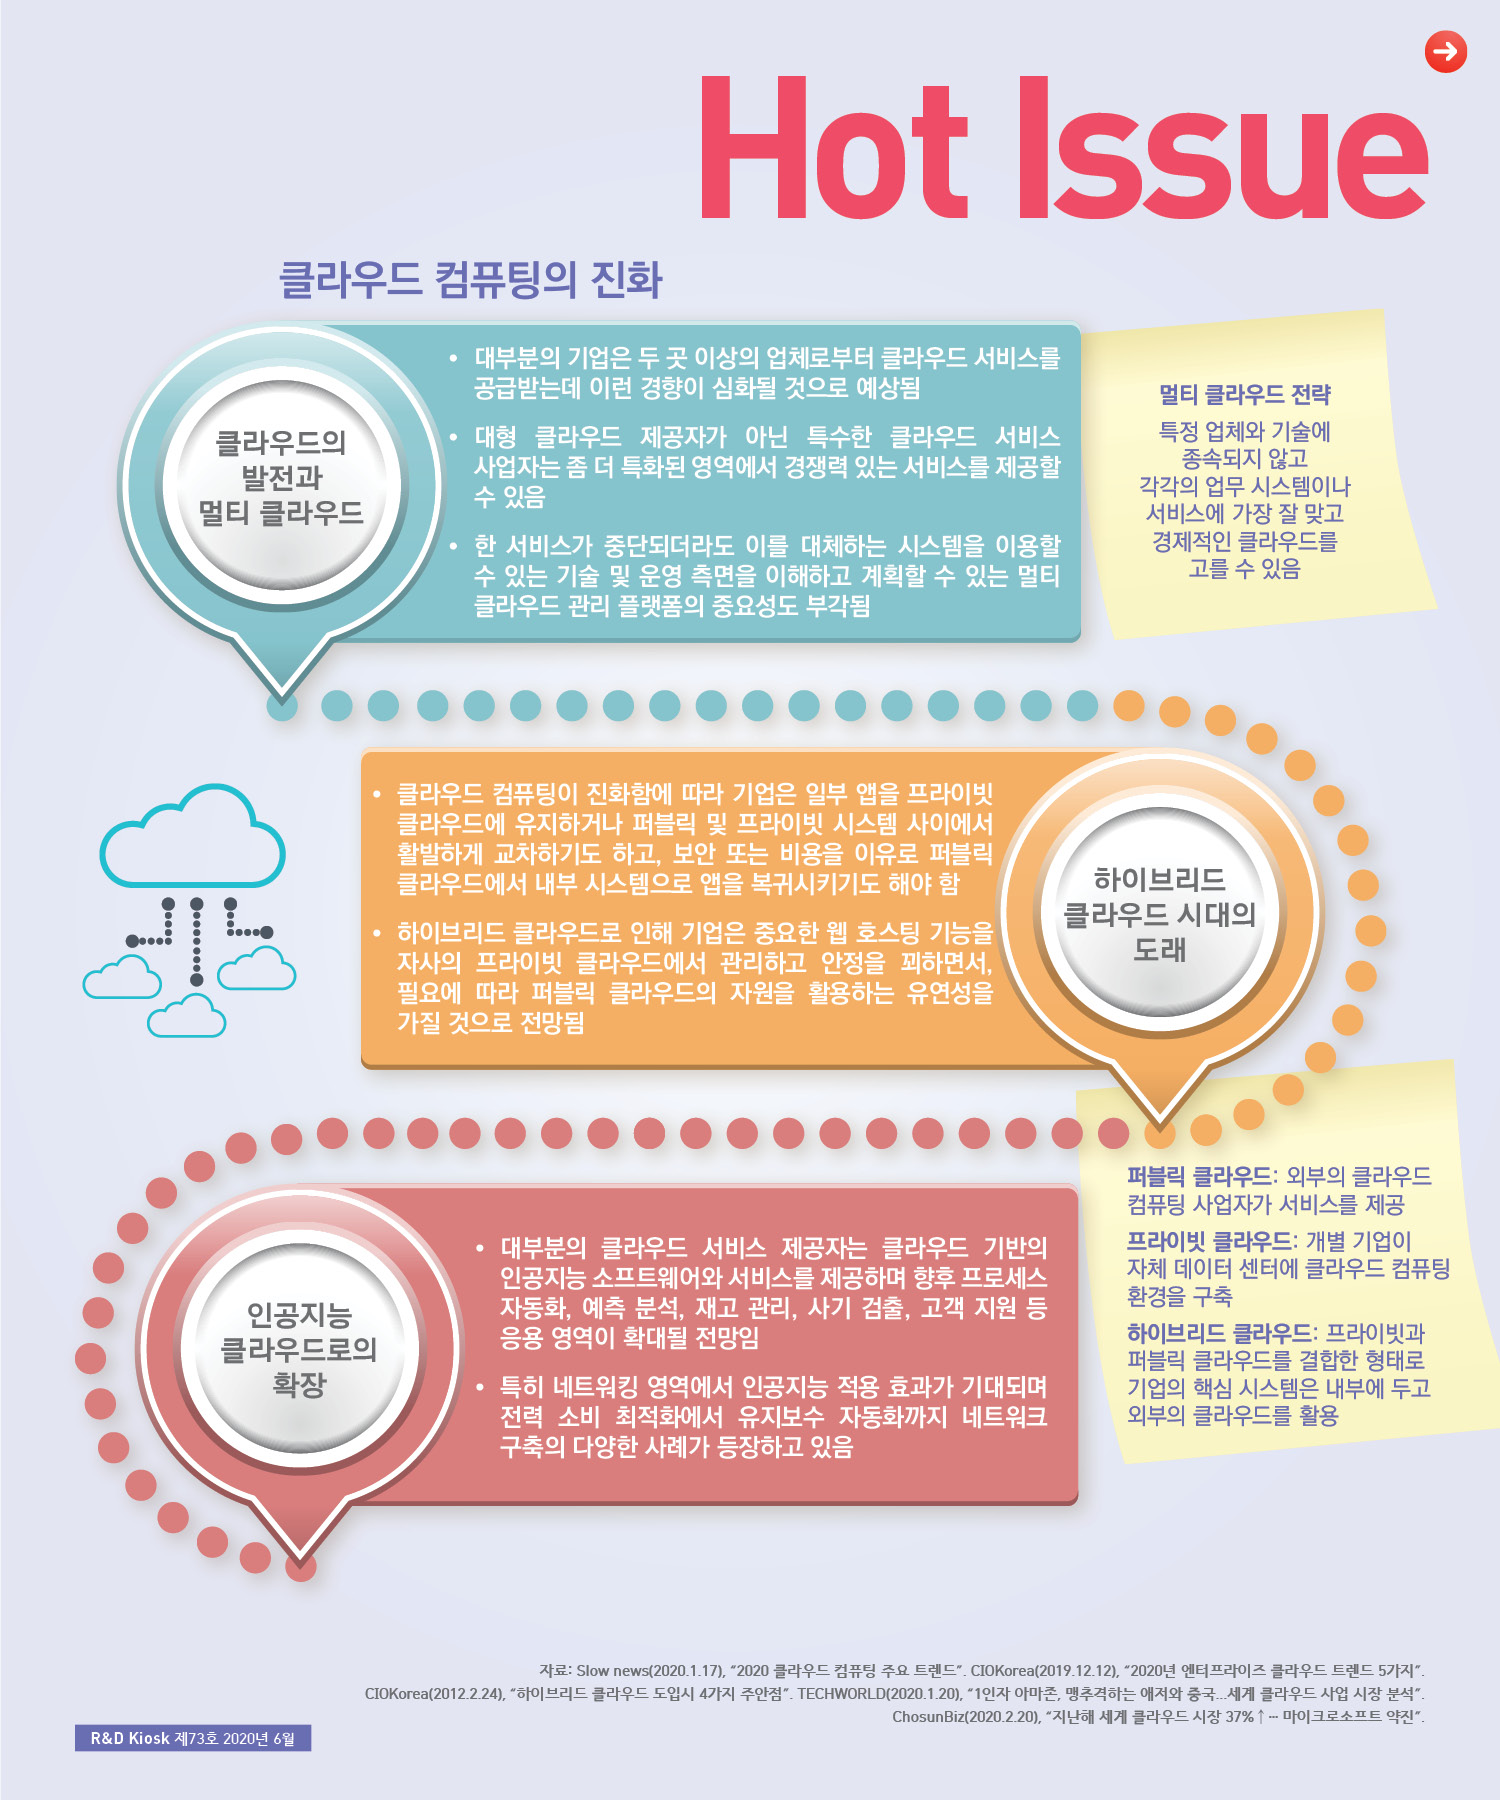 Hot Issue
클라우드 컴퓨팅의 진화
클라우드의
발전과
멀티 클라우드
• 대부분의 기업은 두 곳 이상의 업체로부터 클라우드 서비스를
공급받는데 이런 경향이 심화될 것으로 예상됨
• 대형 클라우드 제공자가 아닌 특수한 클라우드 서비스
사업자는 좀 더 특화된 영역에서 경쟁력 있는 서비스를 제공할
수 있음
• 한 서비스가 중단되더라도 이를 대체하는 시스템을 이용할
수 있는 기술 및 운영 측면을 이해하고 계획할 수 있는 멀티
클라우드 관리 플랫폼의 중요성도 부각됨
멀티 클라우드 전략
특정 업체와 기술에
종속되지 않고
각각의 업무 시스템이나
서비스에 가장 잘 맞고
경제적인 클라우드를
고를 수 있음
• 클라우드 컴퓨팅이 진화함에 따라 기업은 일부 앱을 프라이빗
클라우드에 유지하거나 퍼블릭 및 프라이빗 시스템 사이에서
활발하게 교차하기도 하고, 보안 또는 비용을 이유로 퍼블릭
클라우드에서 내부 시스템으로 앱을 복귀시키기도 해야 함
• 하이브리드 클라우드로 인해 기업은 중요한 웹 호스팅 기능을
자사의 프라이빗 클라우드에서 관리하고 안정을 꾀하면서,
필요에 따라 퍼블릭 클라우드의 자원을 활용하는 유연성을
가질 것으로 전망됨
하이브리드
클라우드 시대의
도래
퍼블릭 클라우드: 외부의 클라우드
컴퓨팅 사업자가 서비스를 제공
프라이빗 클라우드: 개별 기업이
자체 데이터 센터에 클라우드 컴퓨팅
환경을 구축
하이브리드 클라우드: 프라이빗과
퍼블릭 클라우드를 결합한 형태로
기업의 핵심 시스템은 내부에 두고
외부의 클라우드를 활용
인공지능
클라우드로의
확장
• 대부분의 클라우드 서비스 제공자는 클라우드 기반의
인공지능 소프트웨어와 서비스를 제공하며 향후 프로세스
자동화, 예측 분석, 재고 관리, 사기 검출, 고객 지원 등
응용 영역이 확대될 전망임
• 특히 네트워킹 영역에서 인공지능 적용 효과가 기대되며
전력 소비 최적화에서 유지보수 자동화까지 네트워크
구축의 다양한 사례가 등장하고 있음
자료: Slow news(2020.1.17), “2020 클라우드 컴퓨팅 주요 트렌드”. CIOKorea(2019.12.12), “2020년 엔터프라이즈 클라우드 트렌드 5가지”.
CIOKorea(2012.2.24), “하이브리드 클라우드 도입시 4가지 주안점”. TECHWORLD(2020.1.20), “1인자 아마존, 맹추격하는 애저와 중국...세계 클라우드 사업 시장 분석”.
ChosunBiz(2020.2.20), “지난해 세계 클라우드 시장 37%↑… 마이크로소프트 약진”.
R&D Kiosk 제73호 2020년 6월